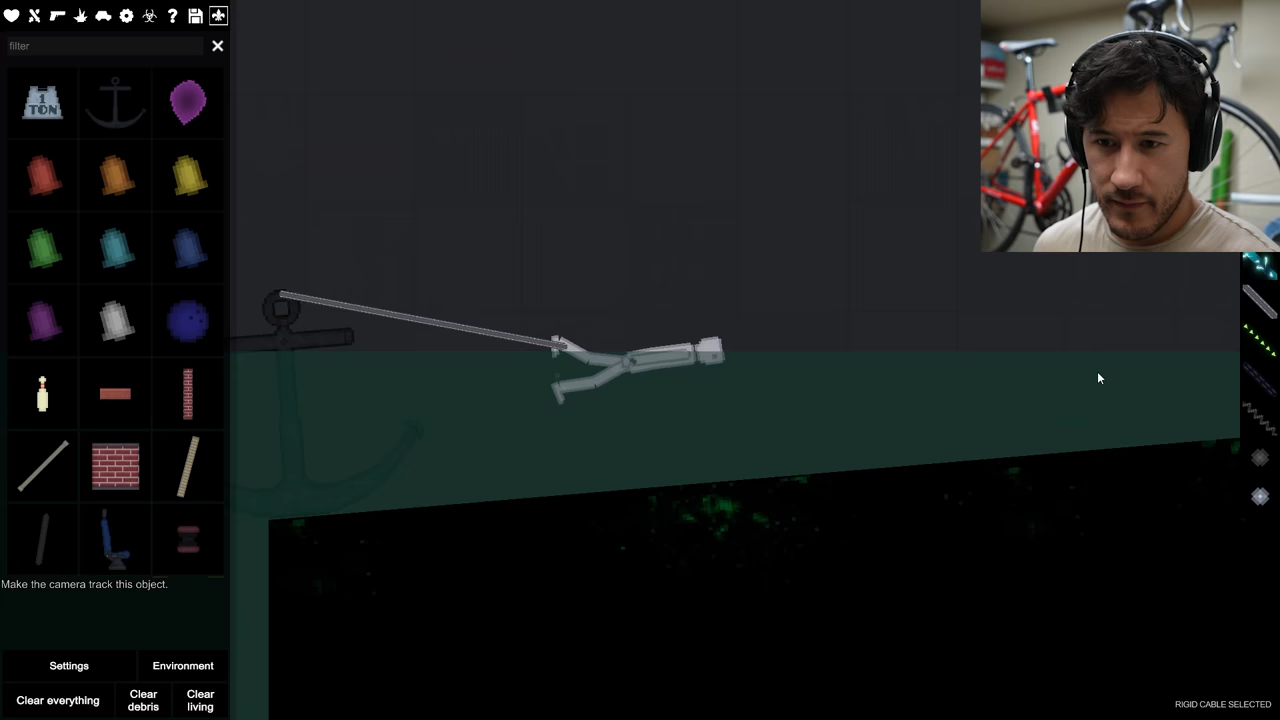 filter
1
TON
Make the camera track this object.
Settings
Environment
Clear everything
Clear debris
Clear living
RIGID CABLE SELECTED